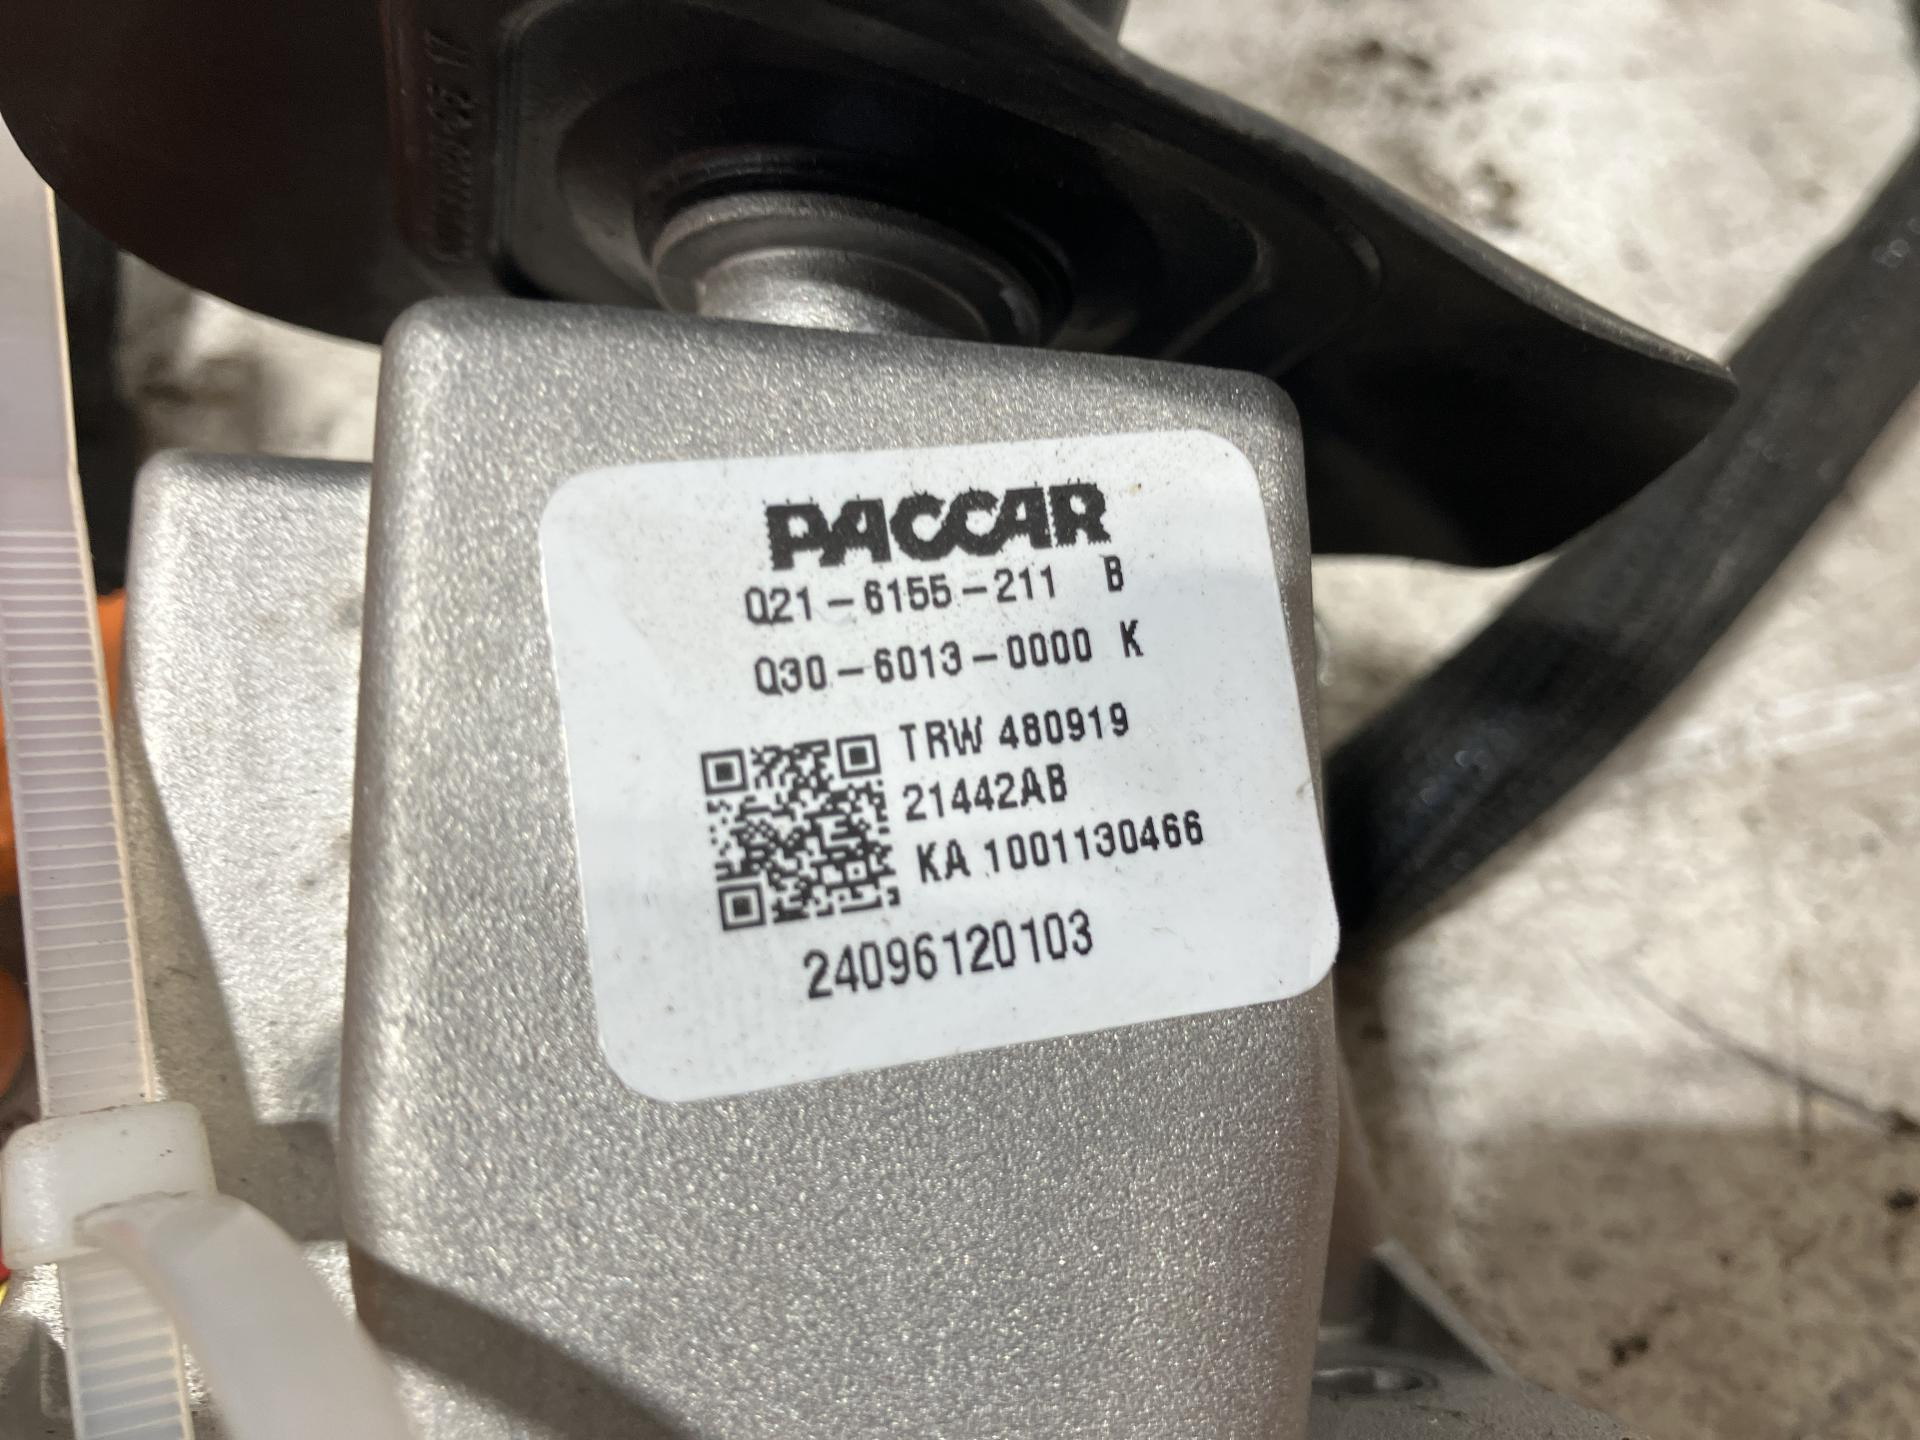 PACCAR
Q21-6155-211 B
Q30-6013-0000 K
TRW 480919
21442AB
KA 1001130466
24096120103